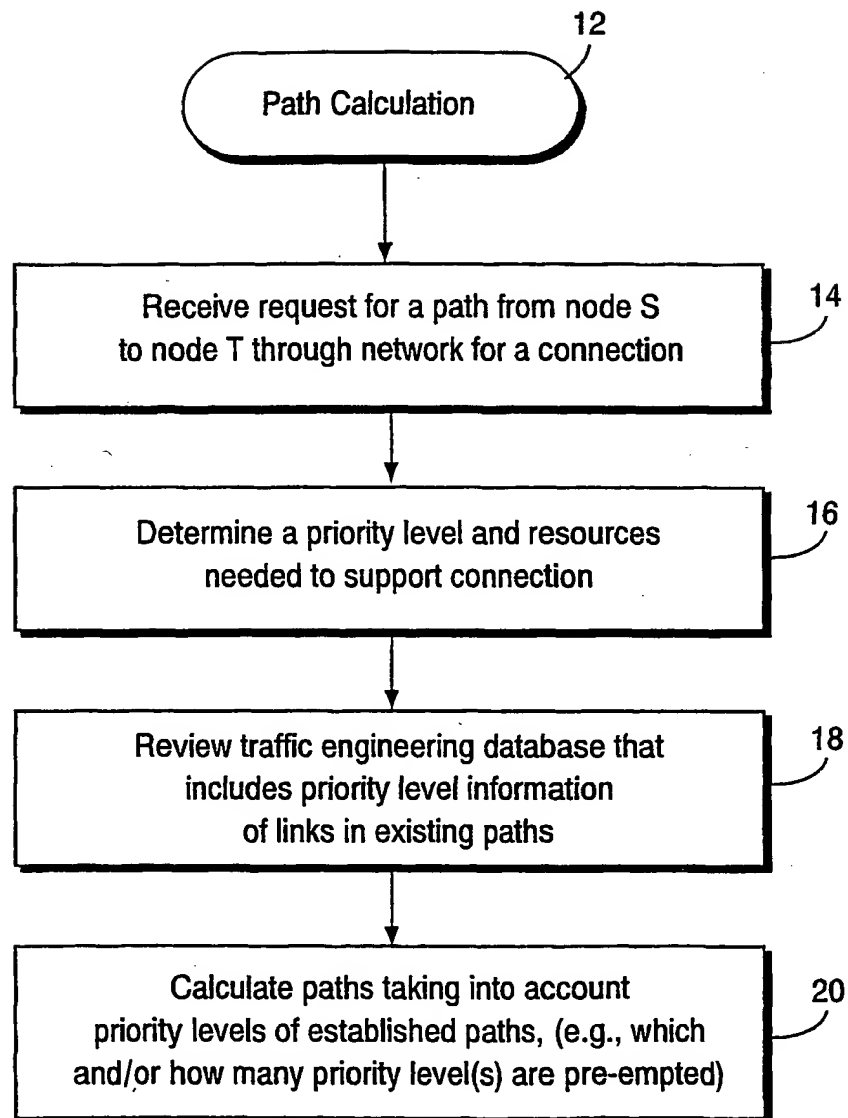 12
Path Calculation
Receive request for a path from node S
to node T through network for a connection
14
Determine a priority level and resources
needed to support connection
16
Review traffic engineering database that
includes priority level information
of links in existing paths
18
Calculate paths taking into account
priority levels of established paths, (e.g., which
and/or how many priority level(s) are pre-empted)
20